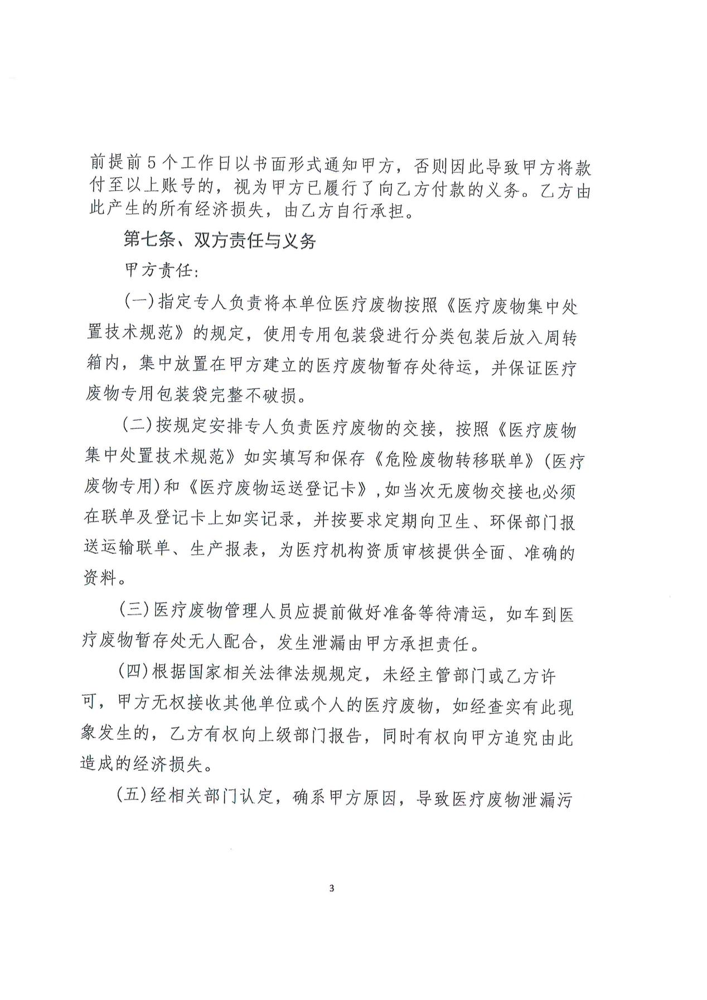 前提前5个工作日以书面形式通知甲方，否则因此导致甲方将款
付至以上账号的，视为甲方已履行了向乙方付款的义务。乙方由
此产生的所有经济损失，由乙方自行承担。
第七条、双方责任与义务
甲方责任：
(一)指定专人负责将本单位医疗废物按照《医疗废物集中处
置技术规范》的规定，使用专用包装袋进行分类包装后放入周转
箱内，集中放置在甲方建立的医疗废物暂存处待运，并保证医疗
废物专用包装袋完整不破损。
(二)按规定安排专人负责医疗废物的交接，按照《医疗废物
集中处置技术规范》如实填写和保存《危险废物转移联单》(医疗
废物专用)和《医疗废物运送登记卡》,如当次无废物交接也必须
在联单及登记卡上如实记录，并按要求定期向卫生、环保部门报
送运输联单、生产报表，为医疗机构资质审核提供全面、准确的
资料。
(三)医疗废物管理人员应提前做好准备等待清运，如车到医
疗废物暂存处无人配合，发生泄漏由甲方承担责任。
(四)根据国家相关法律法规规定，未经主管部门或乙方许
可，甲方无权接收其他单位或个人的医疗废物，如经查实有此现
象发生的，乙方有权向上级部门报告，同时有权向甲方追究由此
造成的经济损失。
(五)经相关部门认定，确系甲方原因，导致医疗废物泄漏污
3